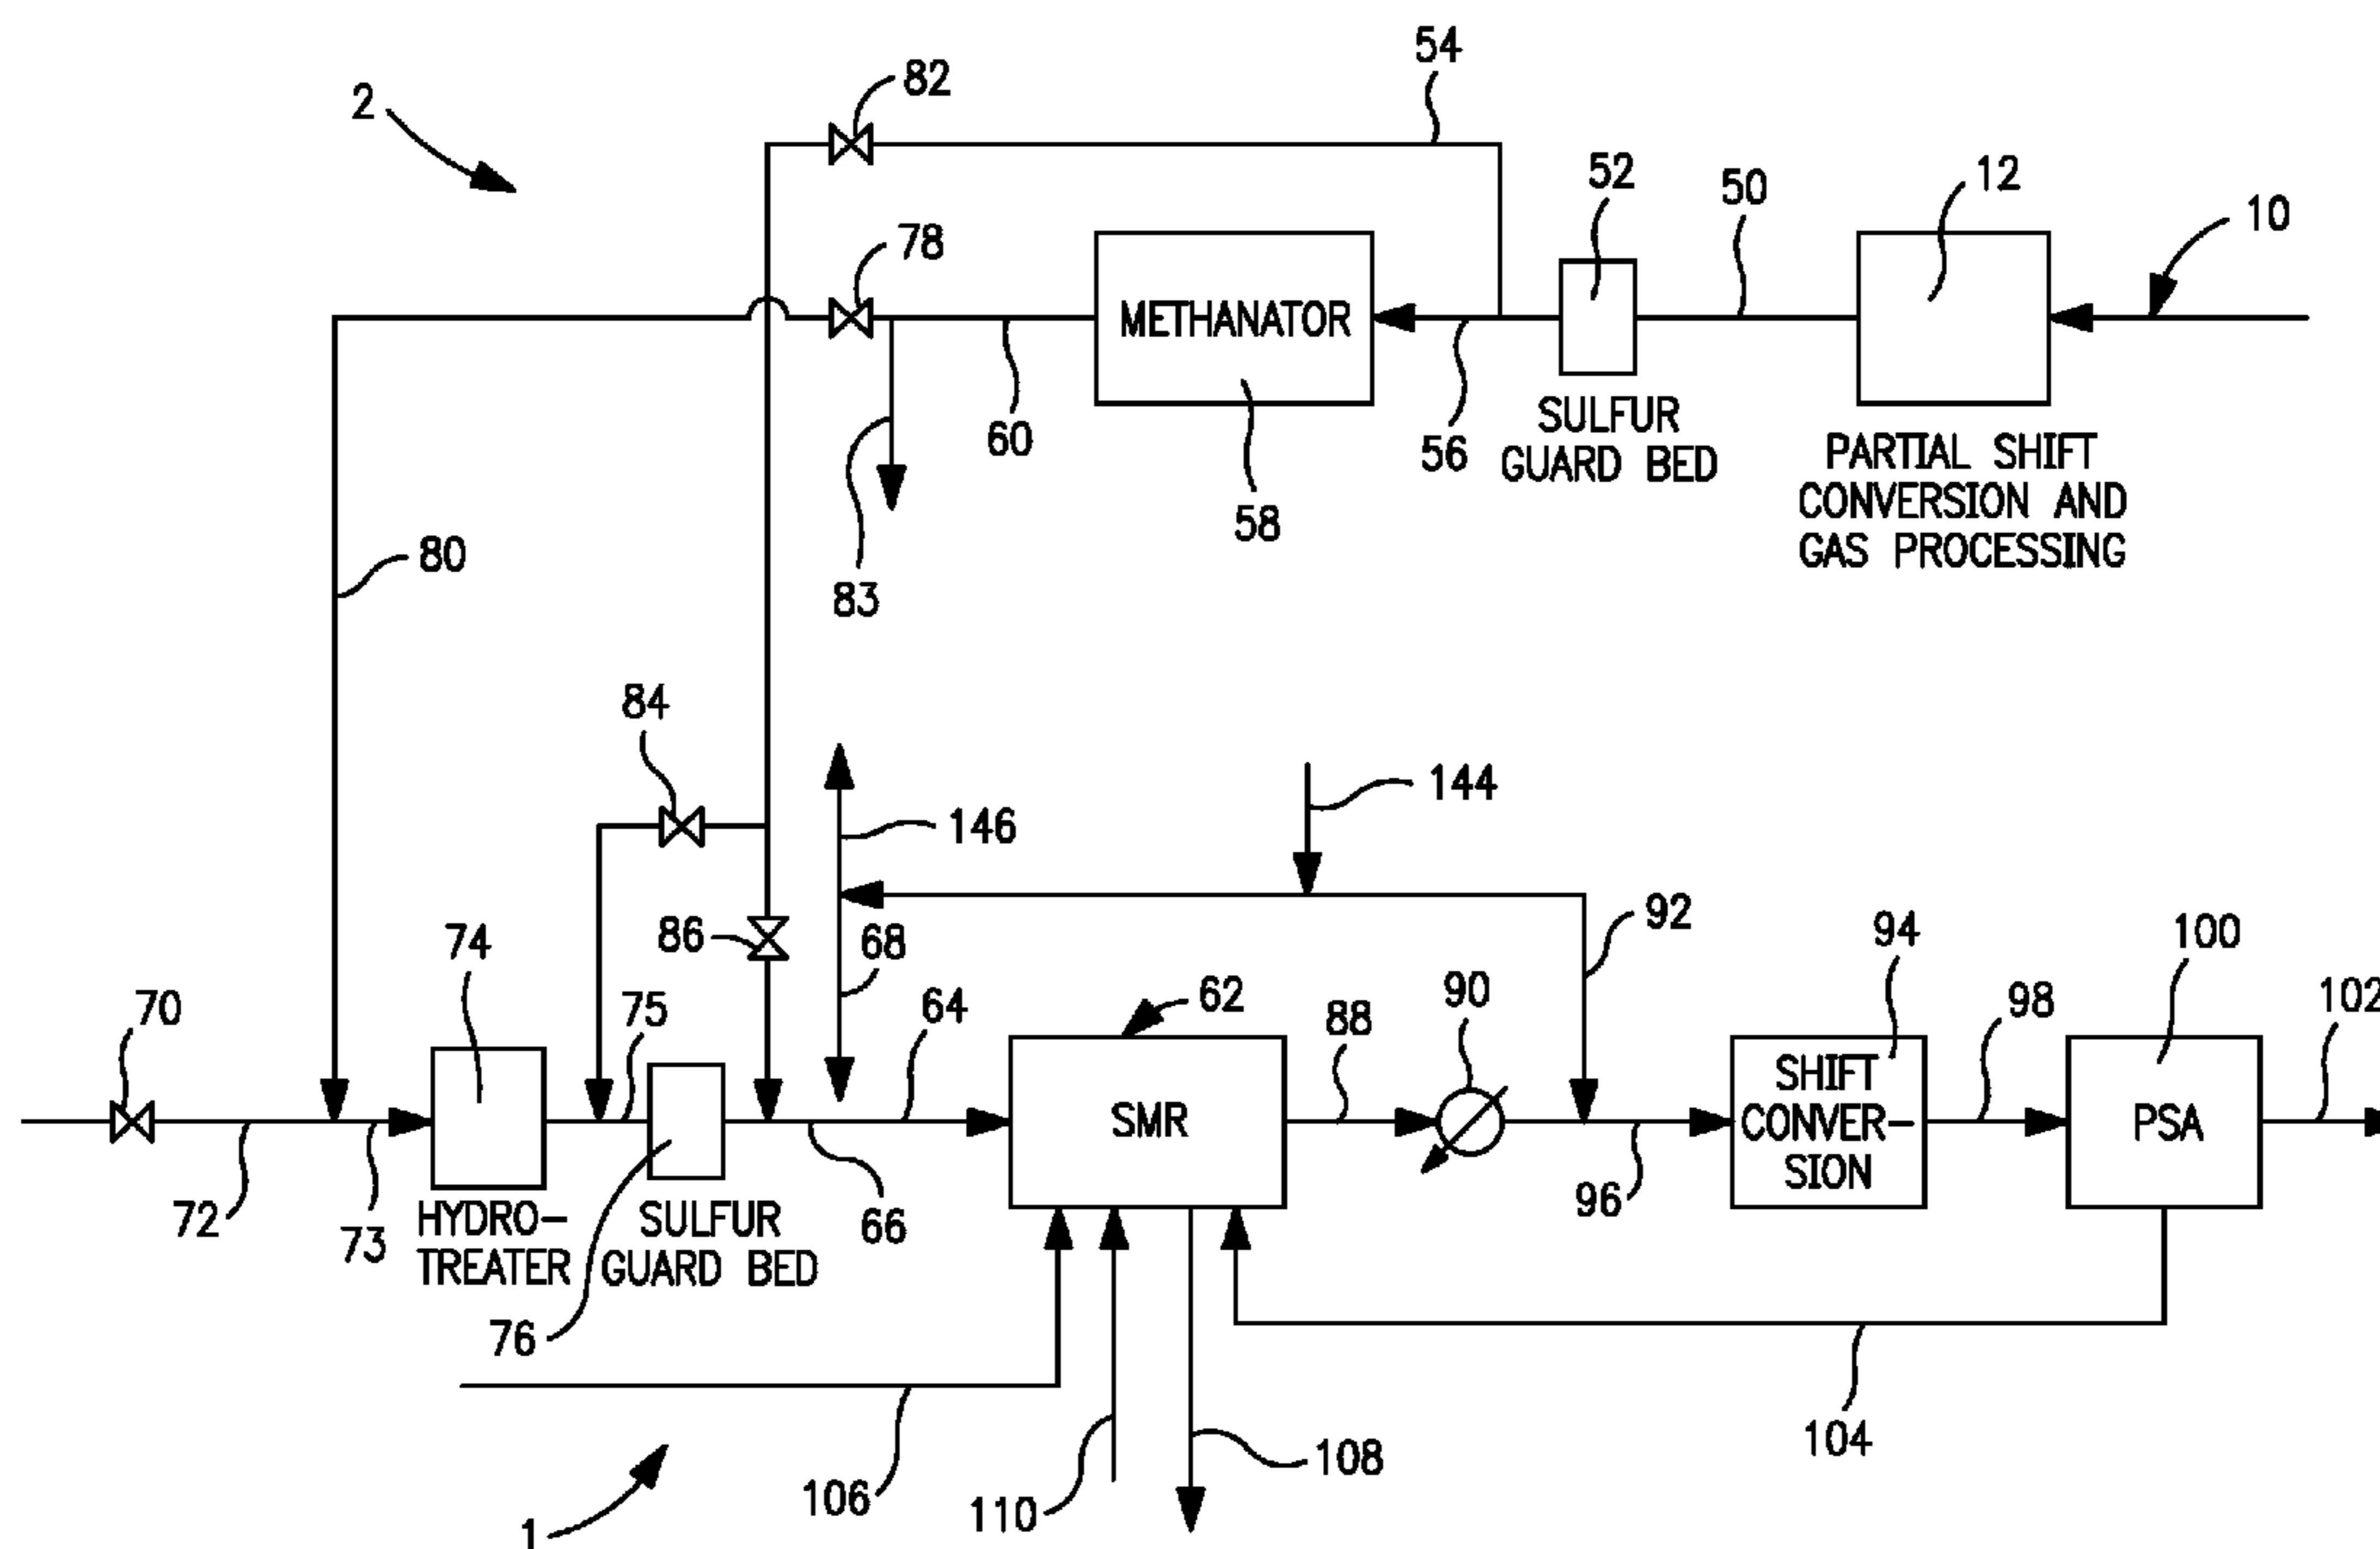 54
82
2
52
50
12
10
78
METHANATOR
60
56
SULFUR
GUARD BED
PARTIAL SHIFT
CONVERSION AND
GAS PROCESSING
58
80
83
84
146
144
86
68
92
74
94
100
70
75
64
62
88
90
98
102
SMR
SHIFT
CONVER-
SION
PSA
72
73
HYDRO-
TREATER
SULFUR
GUARD BED
66
96
76
104
106
110
108
1